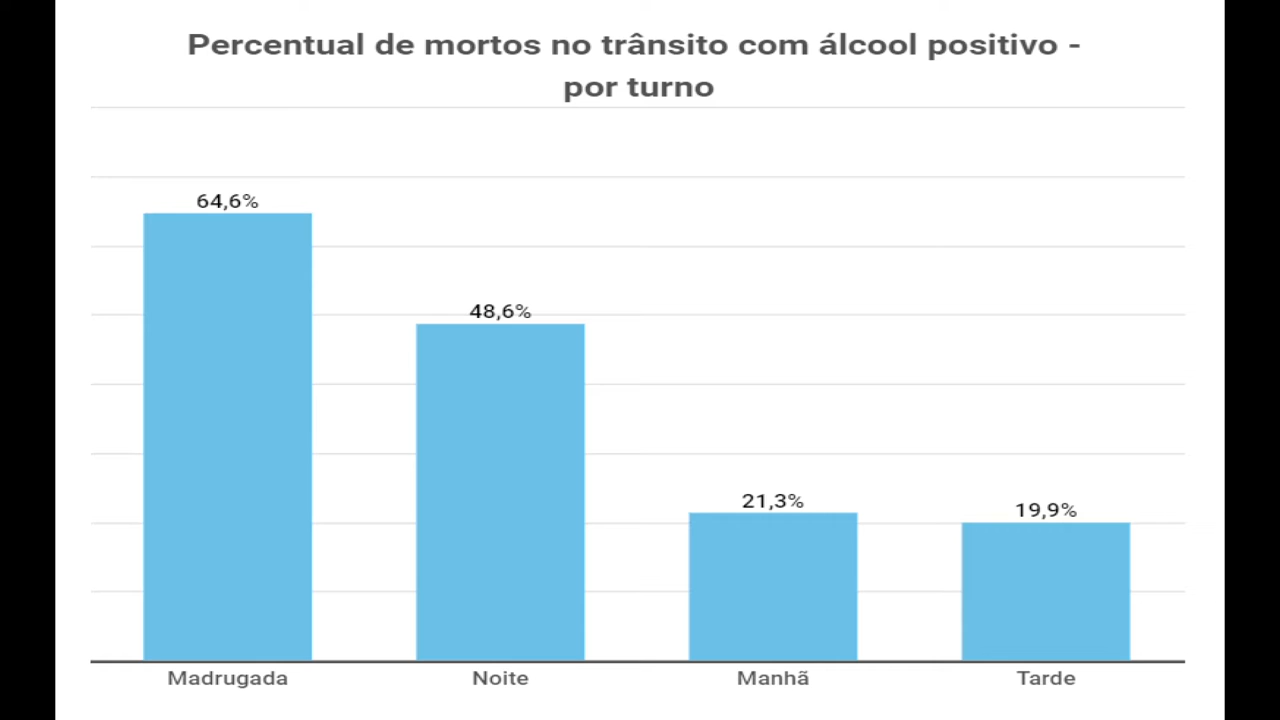 Percentual de mortos no trânsito com álcool positivo -
por turno
64,6%
48,6%
21,3%
19,9%
Madrugada
Noite
Manhã
Tarde